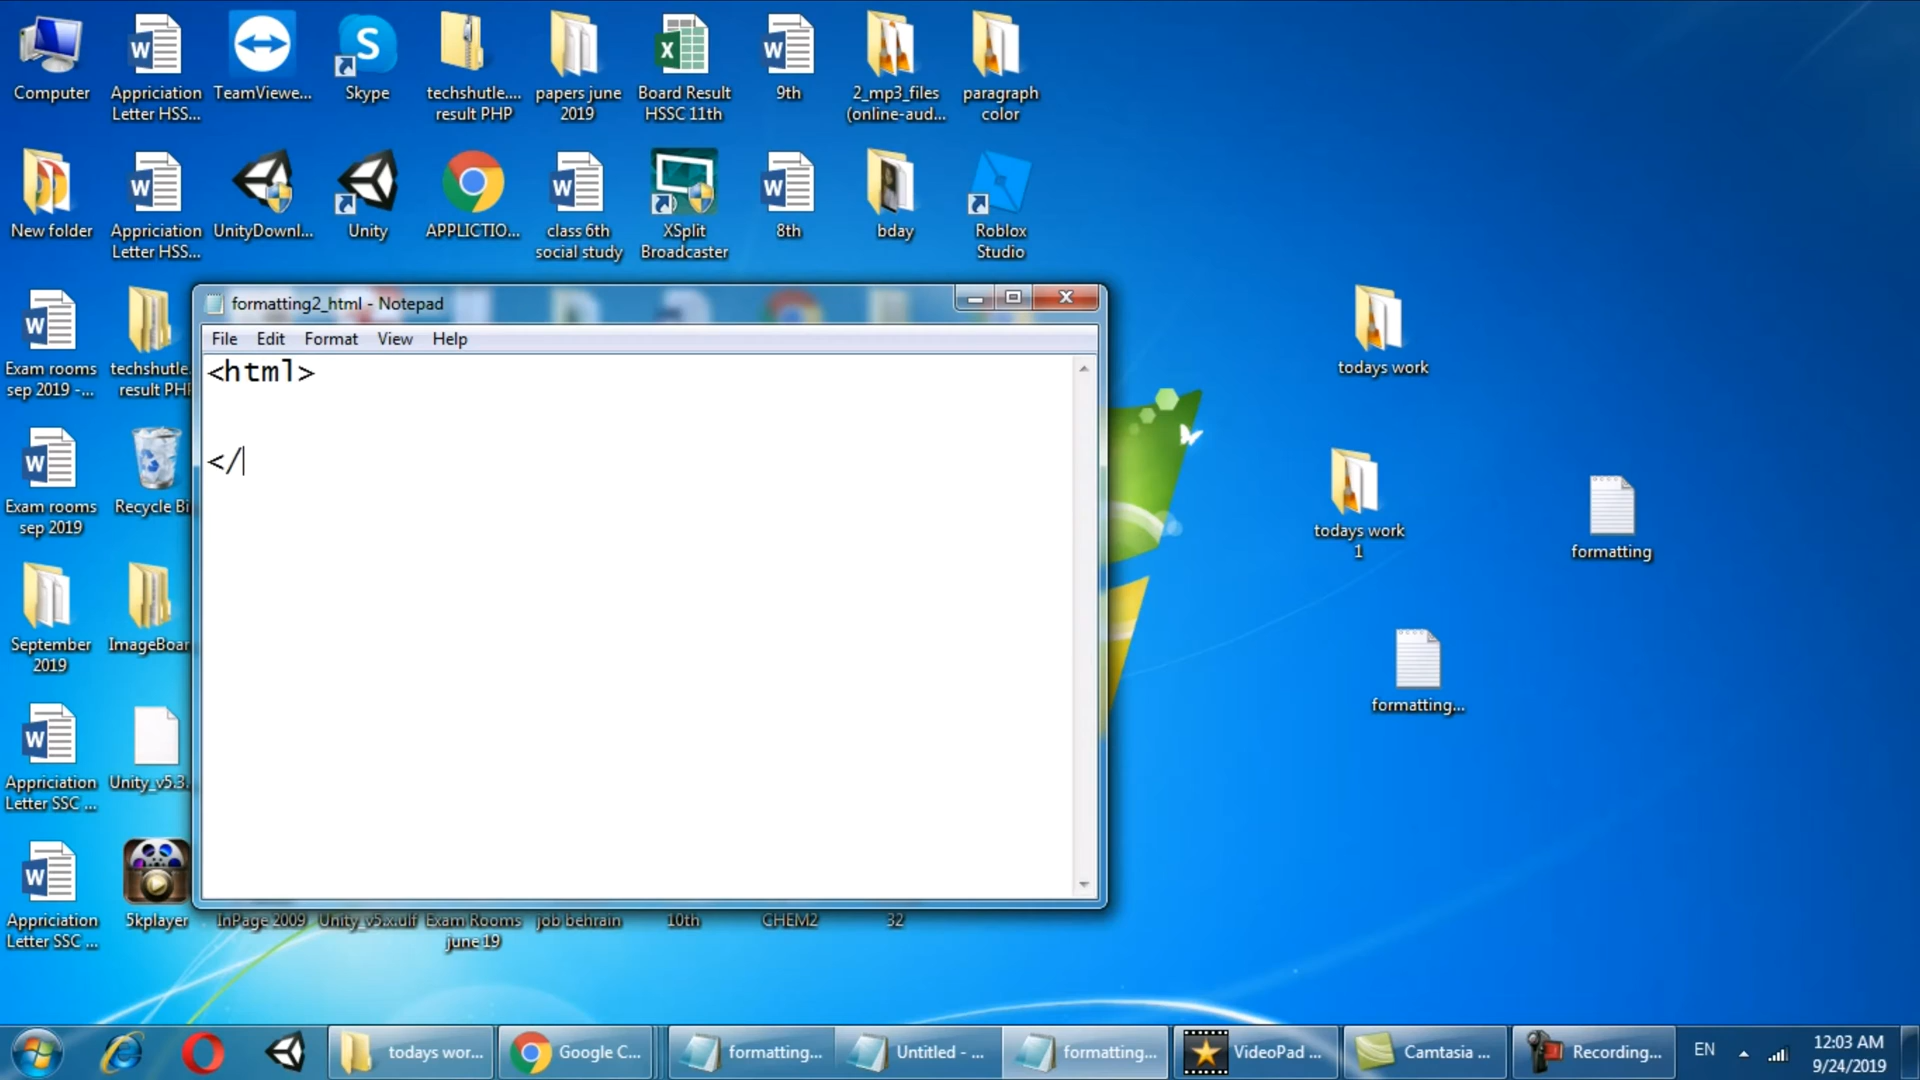 Computer
Appriciation
Letter HSS...
TeamViewe...
Skype
techshutle....
result PHP
papers june
2019
Board Result
HSSC 11th
9th
2_mp3_files
(online-aud...
paragraph
color
New folder
Appriciation
Letter HSS...
UnityDownl...
Unity
APPLICTIO...
class 6th
social study
XSplit
Broadcaster
8th
bday
Roblox
Studio
Exam rooms
sep 2019 -...
techshutle.
result PHP
formatting2_html - Notepad
File Edit Format View Help
<html>
</
todays work
Exam rooms
sep 2019
Recycle Bi
todays work
1
formatting
September
2019
ImageBoar
formatting...
Appriciation
Letter SSC ...
Unity_v5.3.
Appriciation
Letter SSC ...
5kplayer
InPage 2009
Unity_v5.x.ulf
Exam Rooms
june 19
job behrain
10th
CHEM2
32
todays wor...
Google C...
formatting...
Untitled - ...
formatting...
VideoPad ...
Camtasia ...
Recording...
EN
12:03 AM
9/24/2019